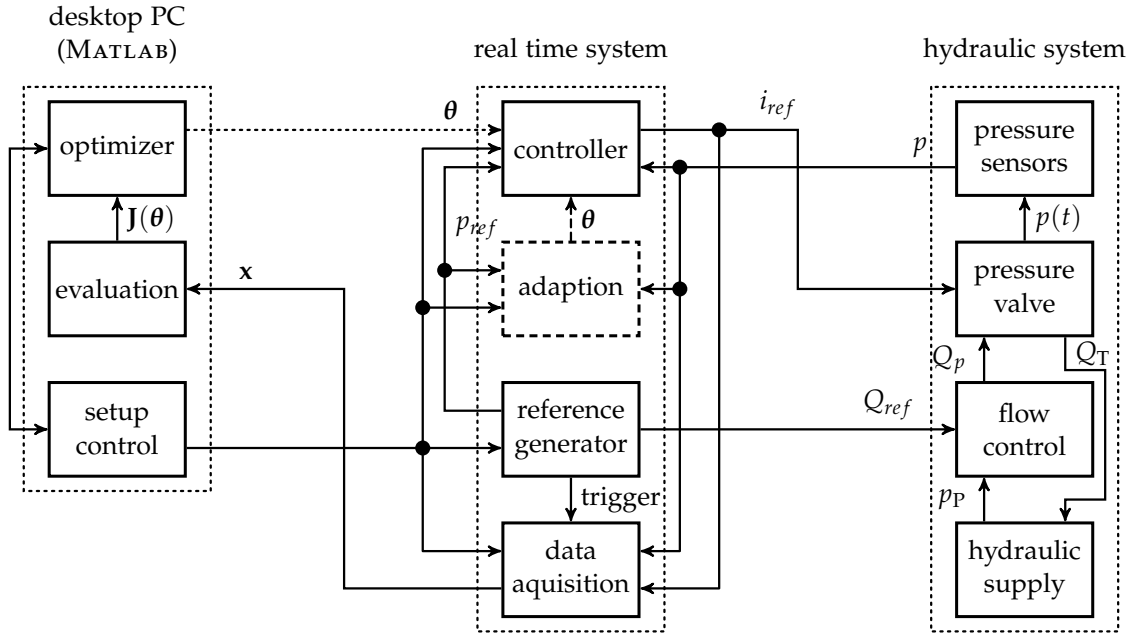 desktop PC
(MATLAB)
real time system
hydraulic system
optimizer
θ
controller
i_ref
p
pressure
sensors
J(θ)
p_ref
θ
p(t)
evaluation
x
adaption
pressure
valve
Q_p
Q_T
setup
control
reference
generator
Q_ref
flow
control
trigger
p_P
data
aquisition
hydraulic
supply